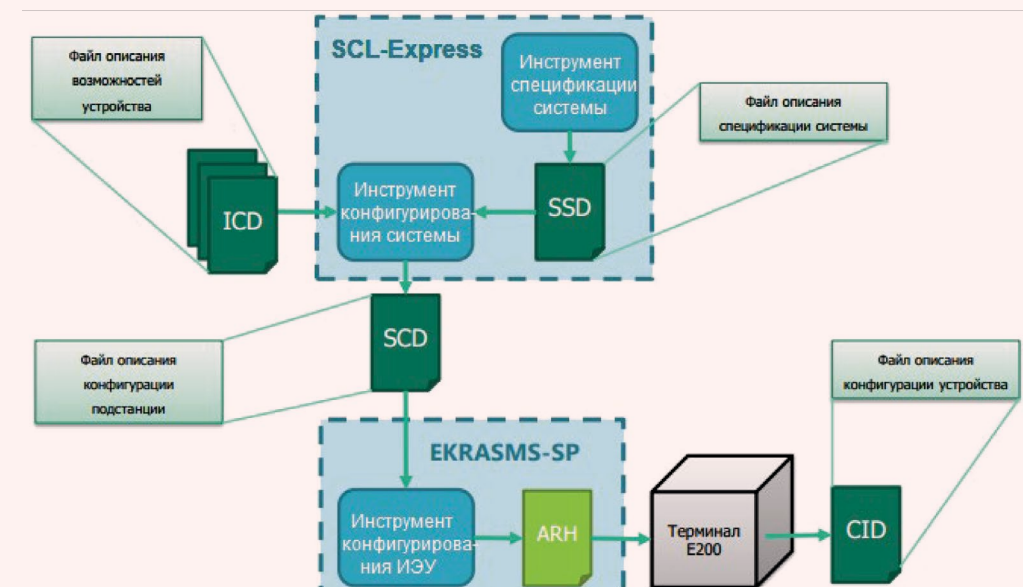 Файл описания
возможностей
устройства
SCL-Express
Инструмент
спецификации
системы
Файл описания
спецификации системы
ICD
Инструмент
конфигурирова-
ния системы
SSD
SCD
Файл описания
конфигурации
подстанции
Файл описания
конфигурации устройства
EKRASMS-SP
Инструмент
конфигурирова-
ния ИЭУ
ARH
Терминал
E200
CID